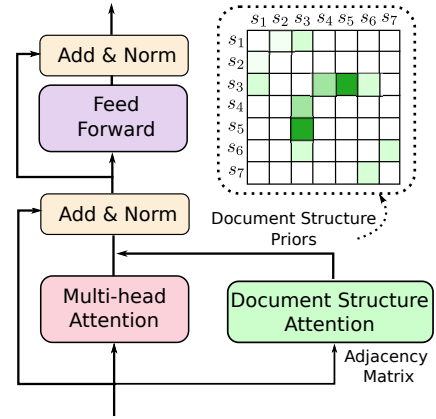 Add & Norm
Feed
Forward
Add & Norm
Multi-head
Attention
s1 s2 s3 s4 s5 s6 s7
s1
s2
s3
s4
s5
s6
s7
Document Structure
Priors
Document Structure
Attention
Adjacency
Matrix